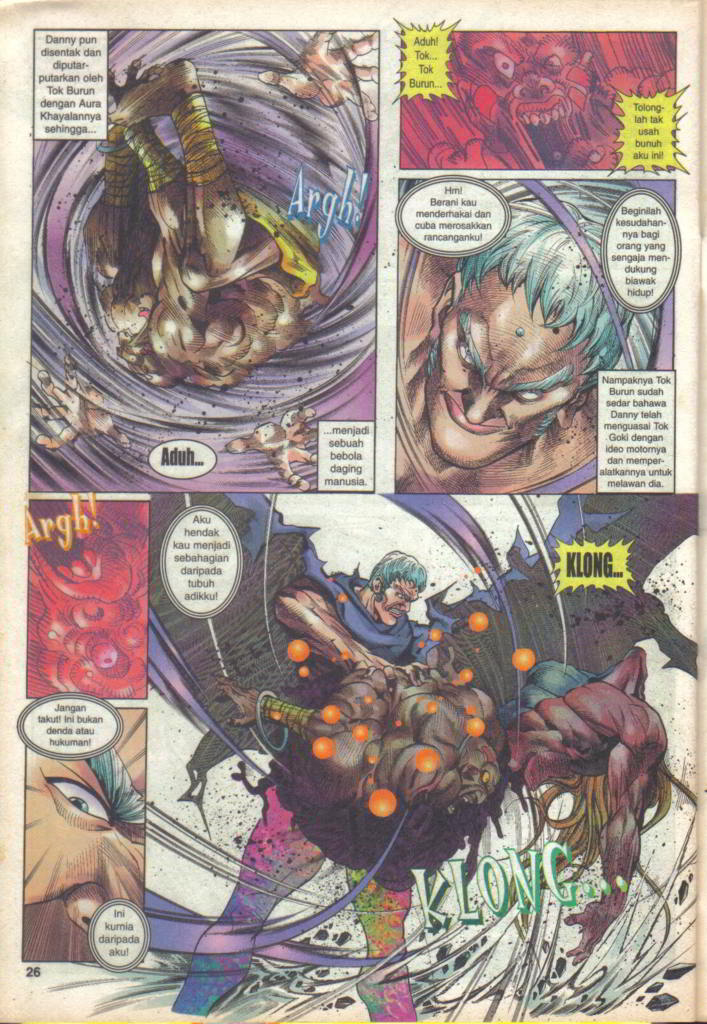 Danny pun
disentak dan
diputar-
putarkan oleh
Tok Burun
dengan Aura
Khayalannya
sehingga...
Argh!
Aduh...
...menjadi
sebuah
bebola
daging
manusia.
Aduh!
Tok...
Tok
Burun...
Tolong-
lah tak
usah
bunuh
aku ini!
Hm!
Berani kau
menderhakai dan
cuba merosakkan
rancanganku!
Beginilah
kesudahan-
nya bagi
orang yang
sengaja men-
dukung
biawak
hidup!
Nampaknya Tok
Burun sudah
sedar bahawa
Danny telah
menguasai Tok
Goki dengan
ideo motornya
dan memper-
alatkannya untuk
melawan dia.
Argh!
Aku
hendak
kau menjadi
sebahagian
daripada
tubuh
adikku!
KLONG...
Jangan
takut! Ini bukan
denda atau
hukuman!
Ini
kurnia
daripada
aku!
KLONG...
26